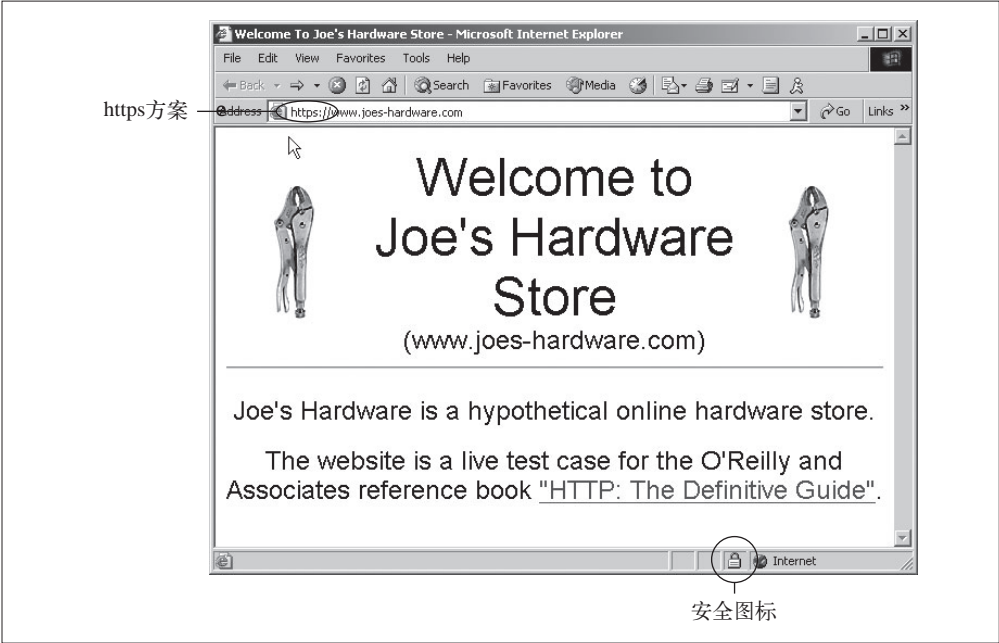 Welcome To Joe's Hardware Store - Microsoft Internet Explorer
File Edit View Favorites Tools Help
Back Search Favorites Media
https方案
Address https://www.joes-hardware.com Go Links »
Welcome to
Joe's Hardware
Store
(www.joes-hardware.com)
Joe's Hardware is a hypothetical online hardware store.
The website is a live test case for the O'Reilly and
Associates reference book "HTTP: The Definitive Guide".
Internet
安全图标